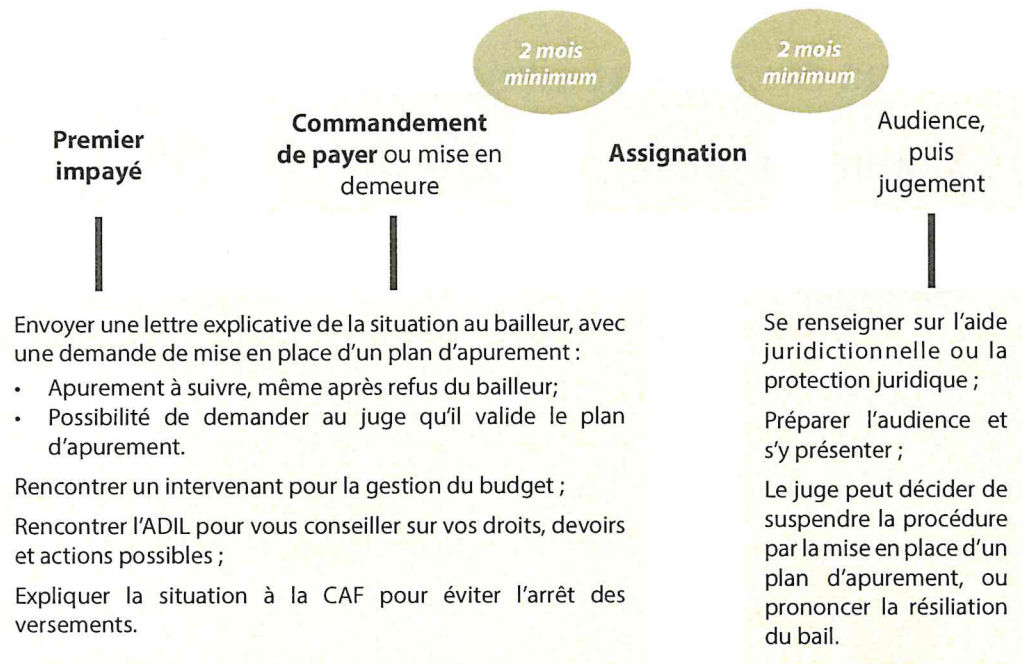 2 mois
minimum
2 mois
minimum
Premier
impayé
Commandement
de payer ou mise en
demeure
Assignation
Audience,
puis
jugement
Envoyer une lettre explicative de la situation au bailleur, avec
une demande de mise en place d'un plan d'apurement :
• Apurement à suivre, même après refus du bailleur;
• Possibilité de demander au juge qu'il valide le plan
d'apurement.
Rencontrer un intervenant pour la gestion du budget ;
Rencontrer l'ADIL pour vous conseiller sur vos droits, devoirs
et actions possibles ;
Expliquer la situation à la CAF pour éviter l'arrêt des
versements.
Se renseigner sur l'aide
juridictionnelle ou la
protection juridique ;
Préparer l'audience et
s'y présenter ;
Le juge peut décider de
suspendre la procédure
par la mise en place d'un
plan d'apurement, ou
prononcer la résiliation
du bail.